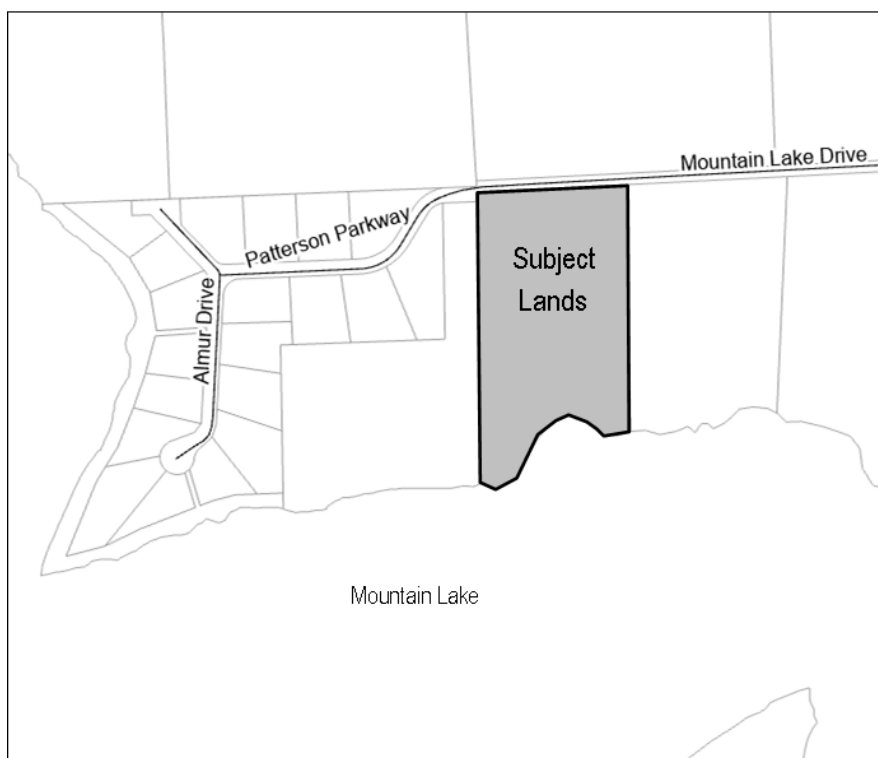 Mountain Lake Drive
Patterson Parkway
Subject
Lands
Almur Drive
Mountain Lake